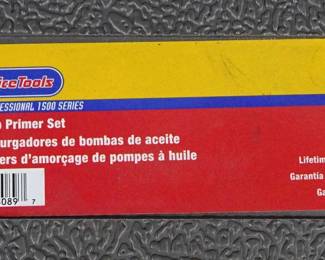 iceTools
FESSIONAL 1500 SERIES
Primer Set
urgadores de bombas de aceite
ers d'amorçage de pompes à huile
Lifetim
Garantía
Ga
089 7